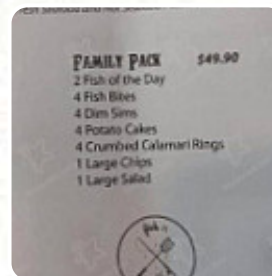 FAMILY PACK $49.90
2 Fish of the Day
4 Fish Bites
4 Dim Sims
4 Potato Cakes
4 Crumbed Calamari Rings
1 Large Chips
1 Large Salad